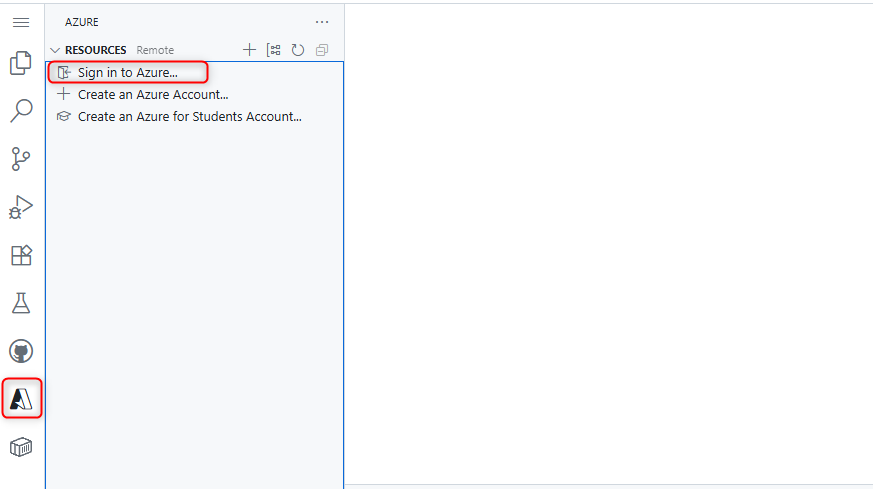 AZURE
RESOURCES Remote
Sign in to Azure...
Create an Azure Account...
Create an Azure for Students Account...